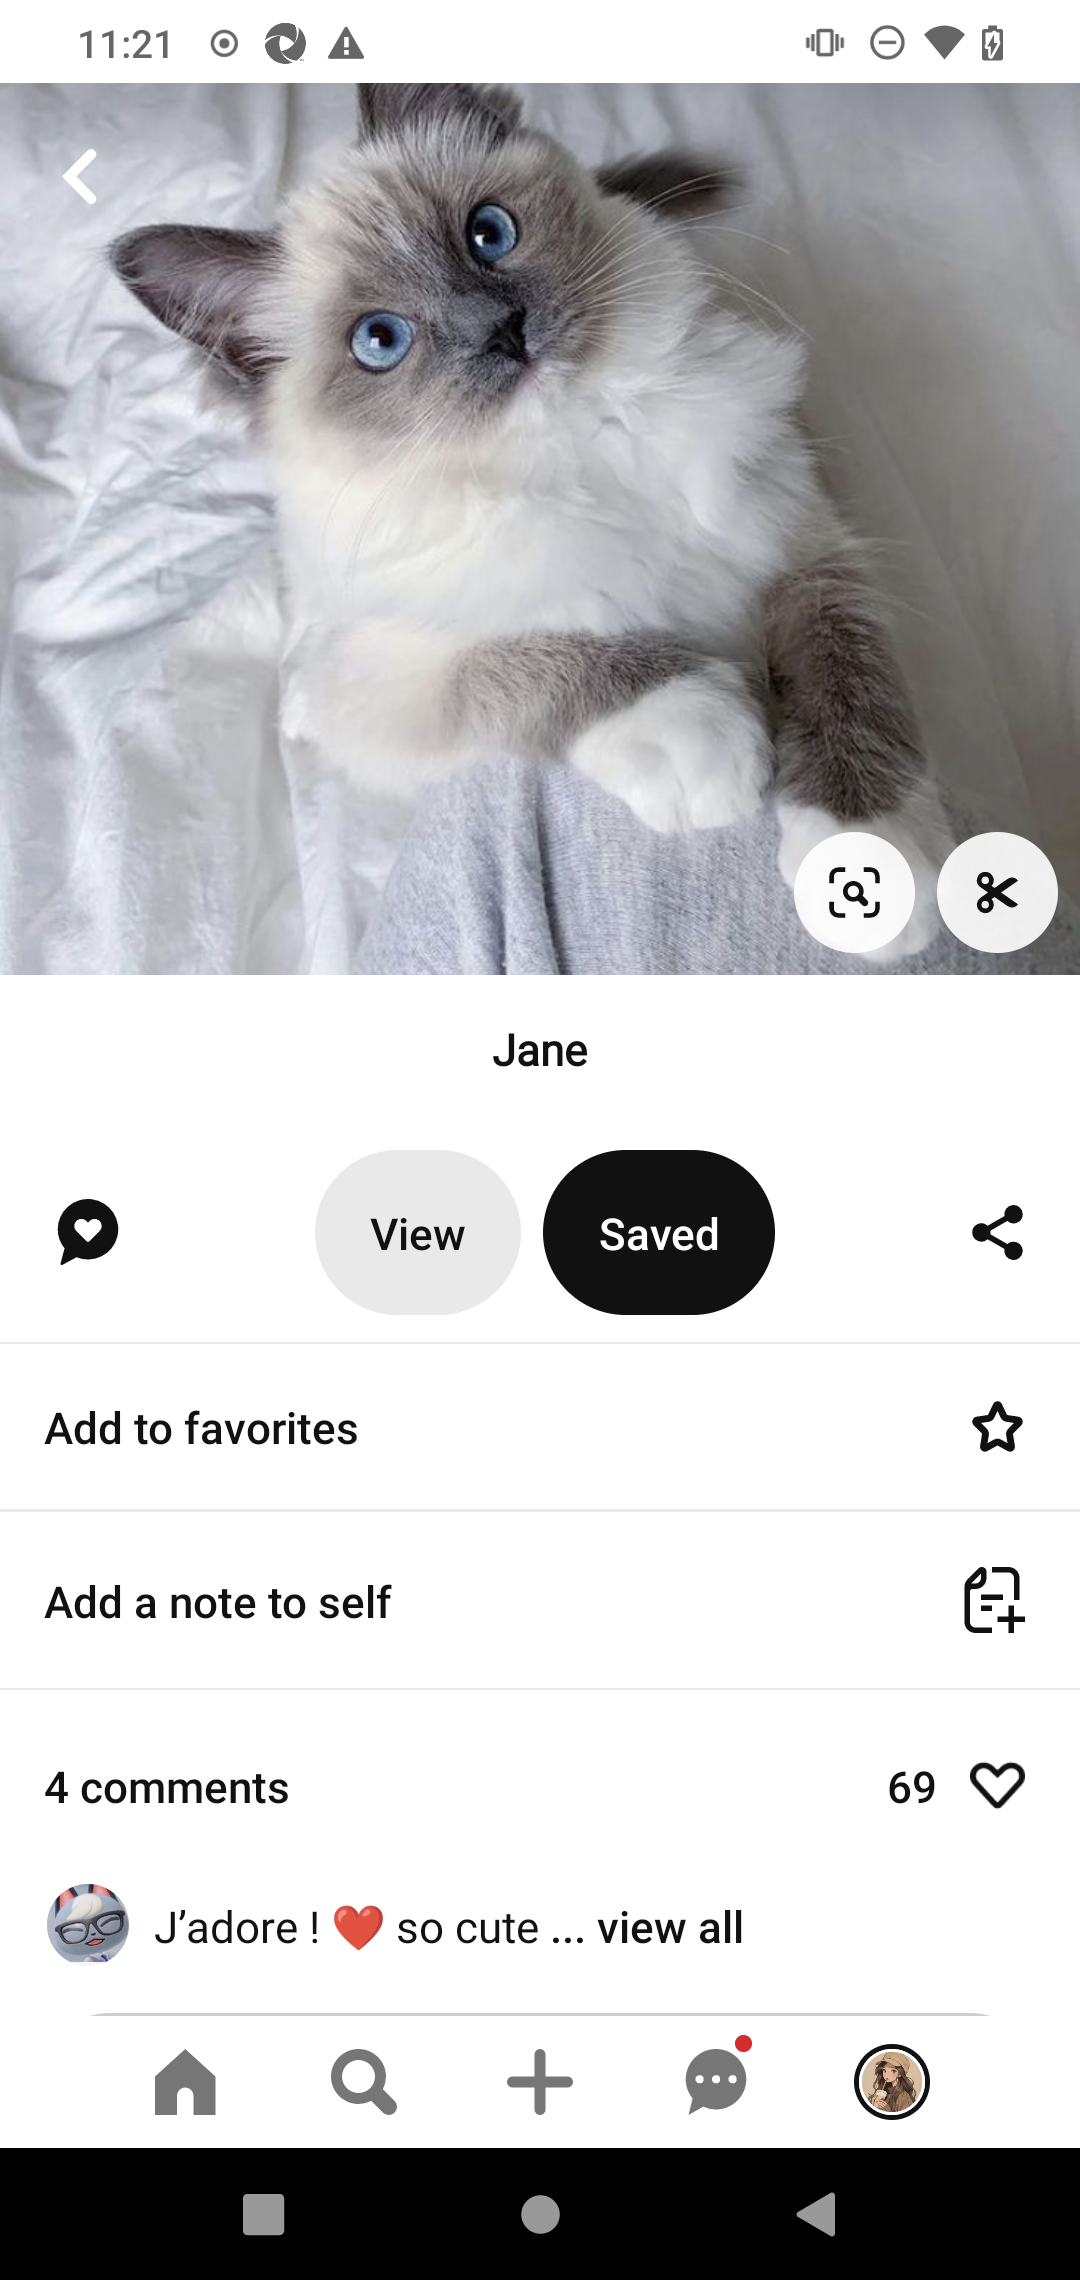 11:21
Jane
View
Saved
Add to favorites
Add a note to self
4 comments
69
J’adore ! ❤️ so cute ... view all